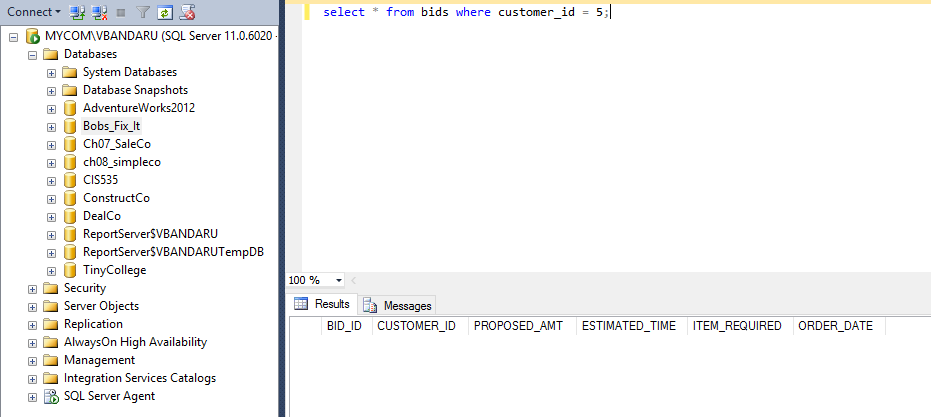 Connect
MYCOM\VBANDARU (SQL Server 11.0.6020 -
Databases
System Databases
Database Snapshots
AdventureWorks2012
Bobs_Fix_It
Ch07_SaleCo
ch08_simpleco
CIS535
ConstructCo
DealCo
ReportServer$VBANDARU
ReportServer$VBANDARUTempDB
TinyCollege
Security
Server Objects
Replication
AlwaysOn High Availability
Management
Integration Services Catalogs
SQL Server Agent
select * from bids where customer_id = 5;
100 %
Results Messages
BID_ID CUSTOMER_ID PROPOSED_AMT ESTIMATED_TIME ITEM_REQUIRED ORDER_DATE